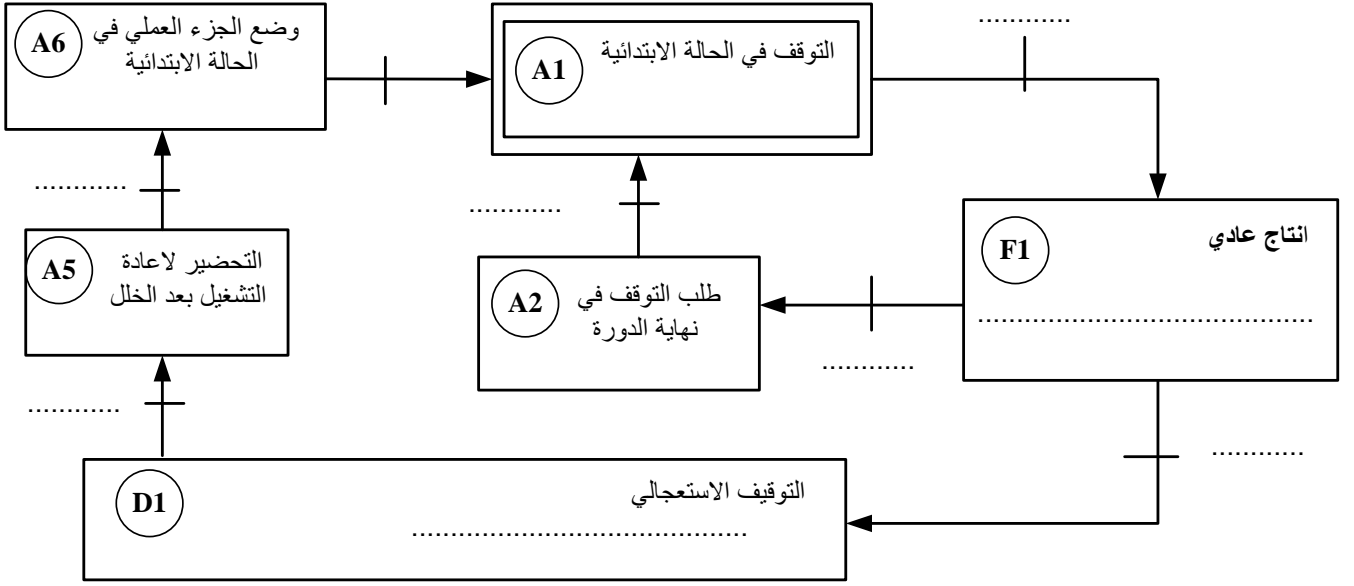 A6
وضع الجزء العملي في
الحالة الابتدائية
A1
التوقف في الحالة الابتدائية
............
............
............
A5
التحضير لاعادة
التشغيل بعد الخلل
A2
طلب التوقف في
نهاية الدورة
F1
انتاج عادي
............................................
............
............
............
D1
التوقيف الاستعجالي
............................................